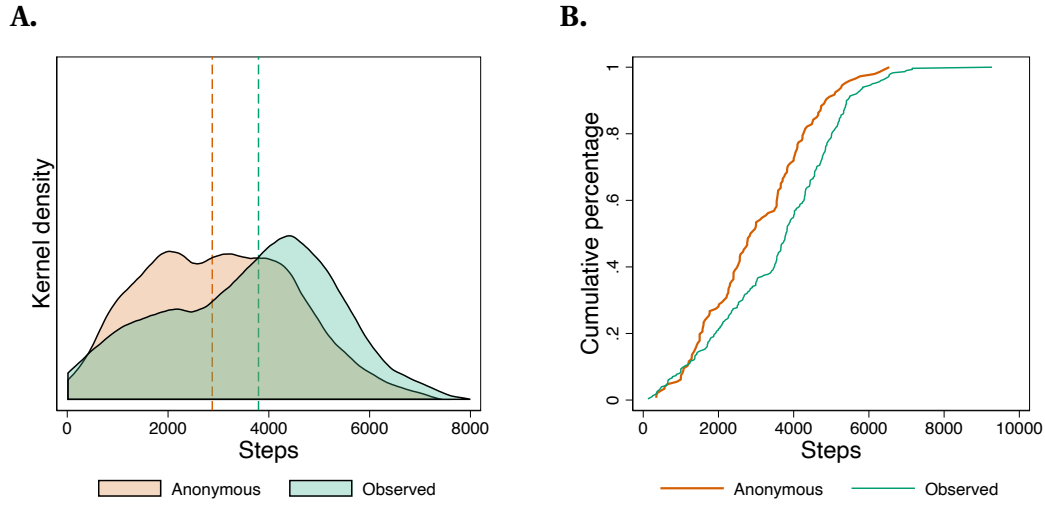 A.
Kernel density
0 2000 4000 6000 8000
Steps
Anonymous Observed
B.
Cumulative percentage
1
.8
.6
.4
.2
0
0 2000 4000 6000 8000 10000
Steps
Anonymous Observed